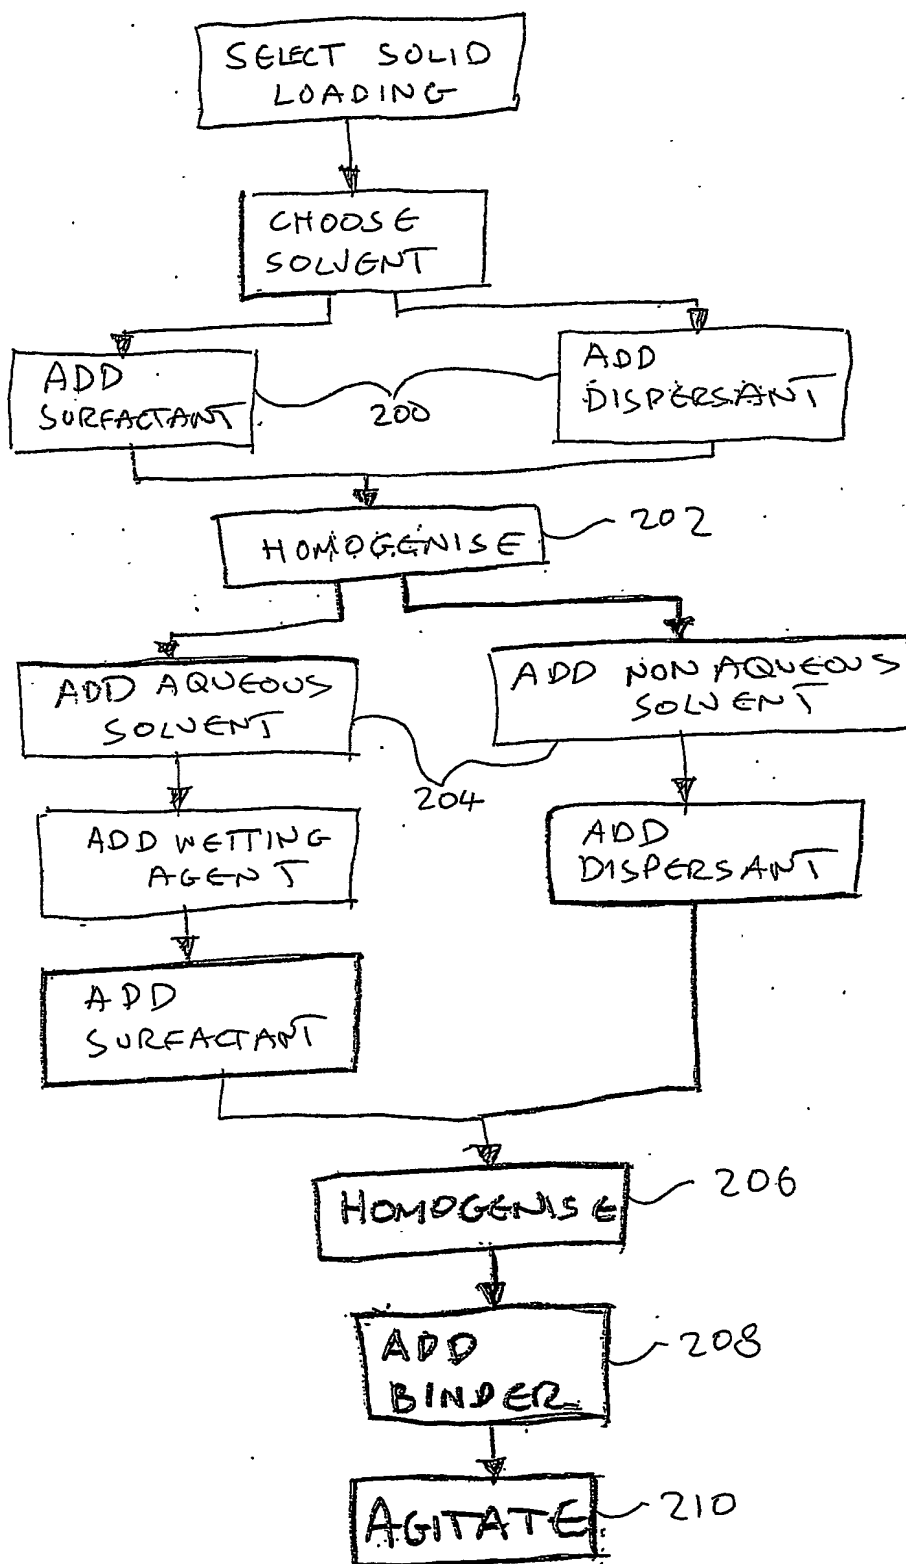 SELECT SOLID
LOADING
CHOOSE
SOLVENT
ADD
SURFACTANT
200
ADD
DISPERSANT
HOMOGENISE
202
ADD AQUEOUS
SOLVENT
ADD NON AQUEOUS
SOLVENT
204
ADD WETTING
AGENT
ADD
DISPERSANT
ADD
SURFACTANT
HOMOGENISE
206
ADD
BINDER
208
AGITATE
210